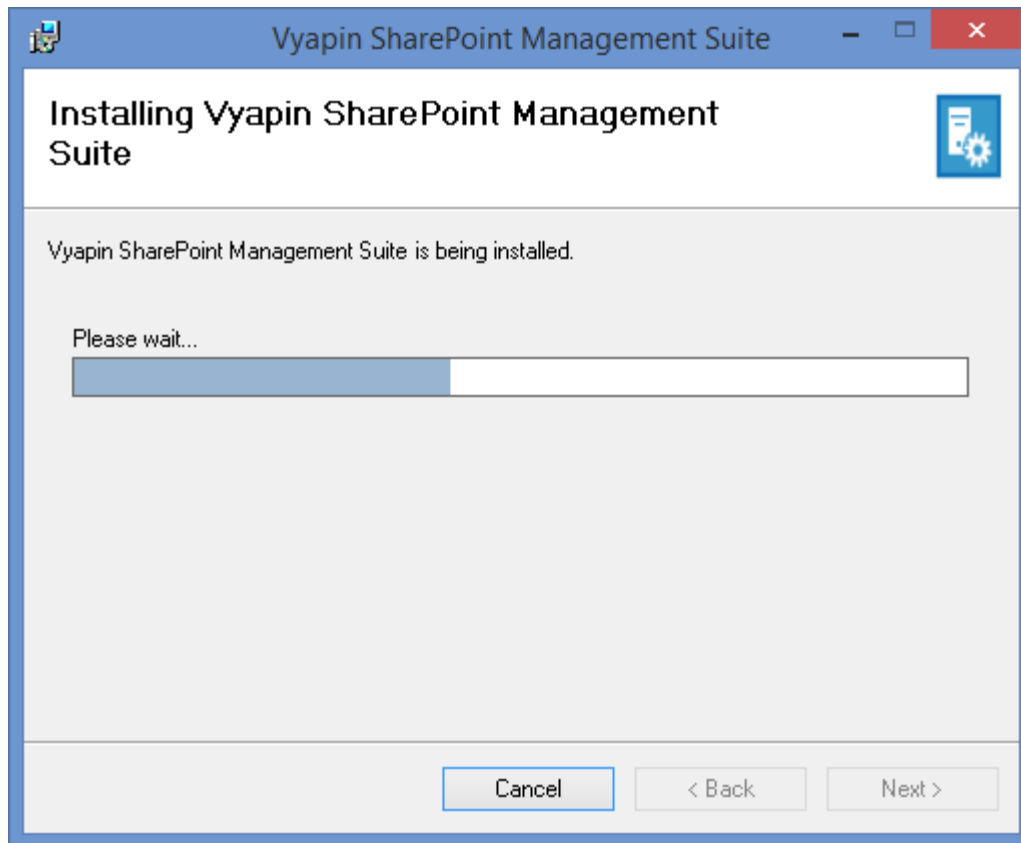 Vyapin SharePoint Management Suite
Installing Vyapin SharePoint Management
Suite
Vyapin SharePoint Management Suite is being installed.
Please wait...
Cancel
< Back
Next >